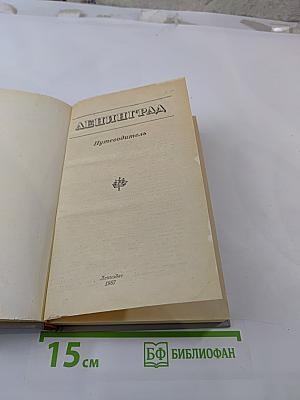 ЛЕНИНГРАД
Путеводитель
Лениздат
1987
15 см
БФ БИБЛИОФАН